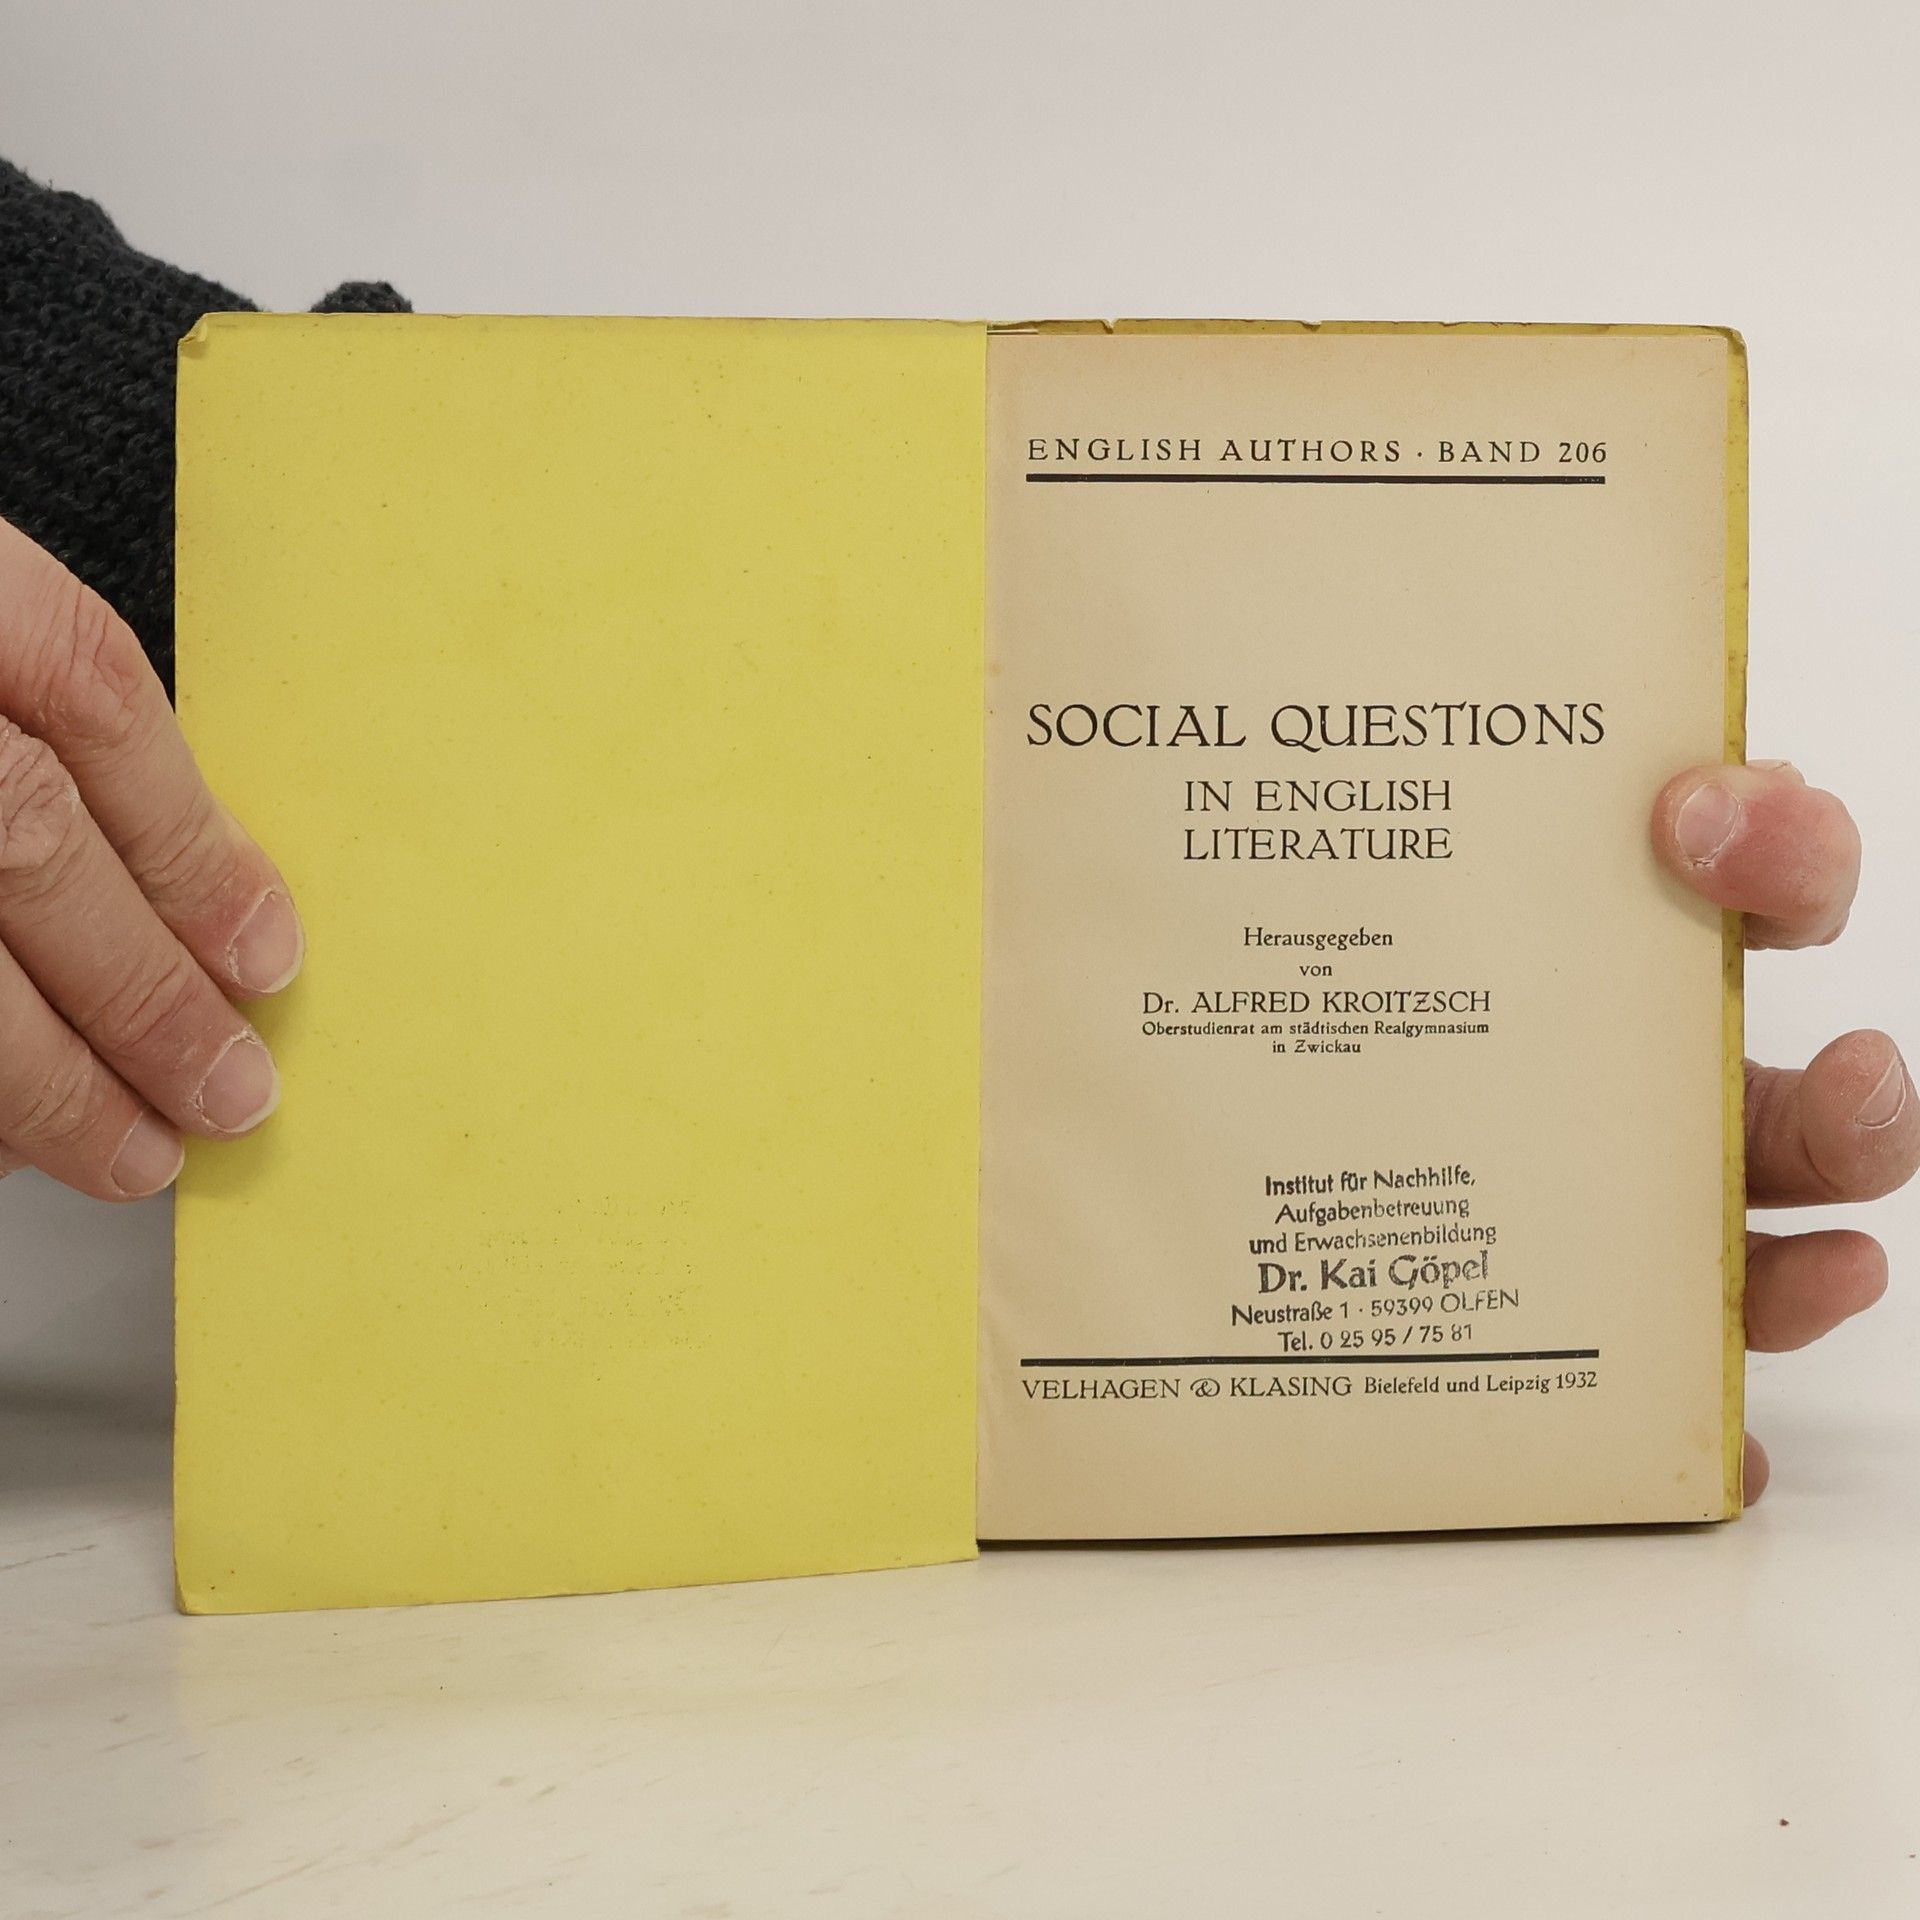 ENGLISH AUTHORS · BAND 206
SOCIAL QUESTIONS
IN ENGLISH
LITERATURE
Herausgegeben
von
Dr. ALFRED KROITZSCH
Oberstudienrat am städtischen Realgymnasium
in Zwickau
Institut für Nachhilfe,
Aufgabenbetreuung
und Erwachsenenbildung
Dr. Kai Göpel
Neustraße 1 · 59399 OLFEN
Tel. 0 25 95 / 75 81
VELHAGEN & KLASING Bielefeld und Leipzig 1932